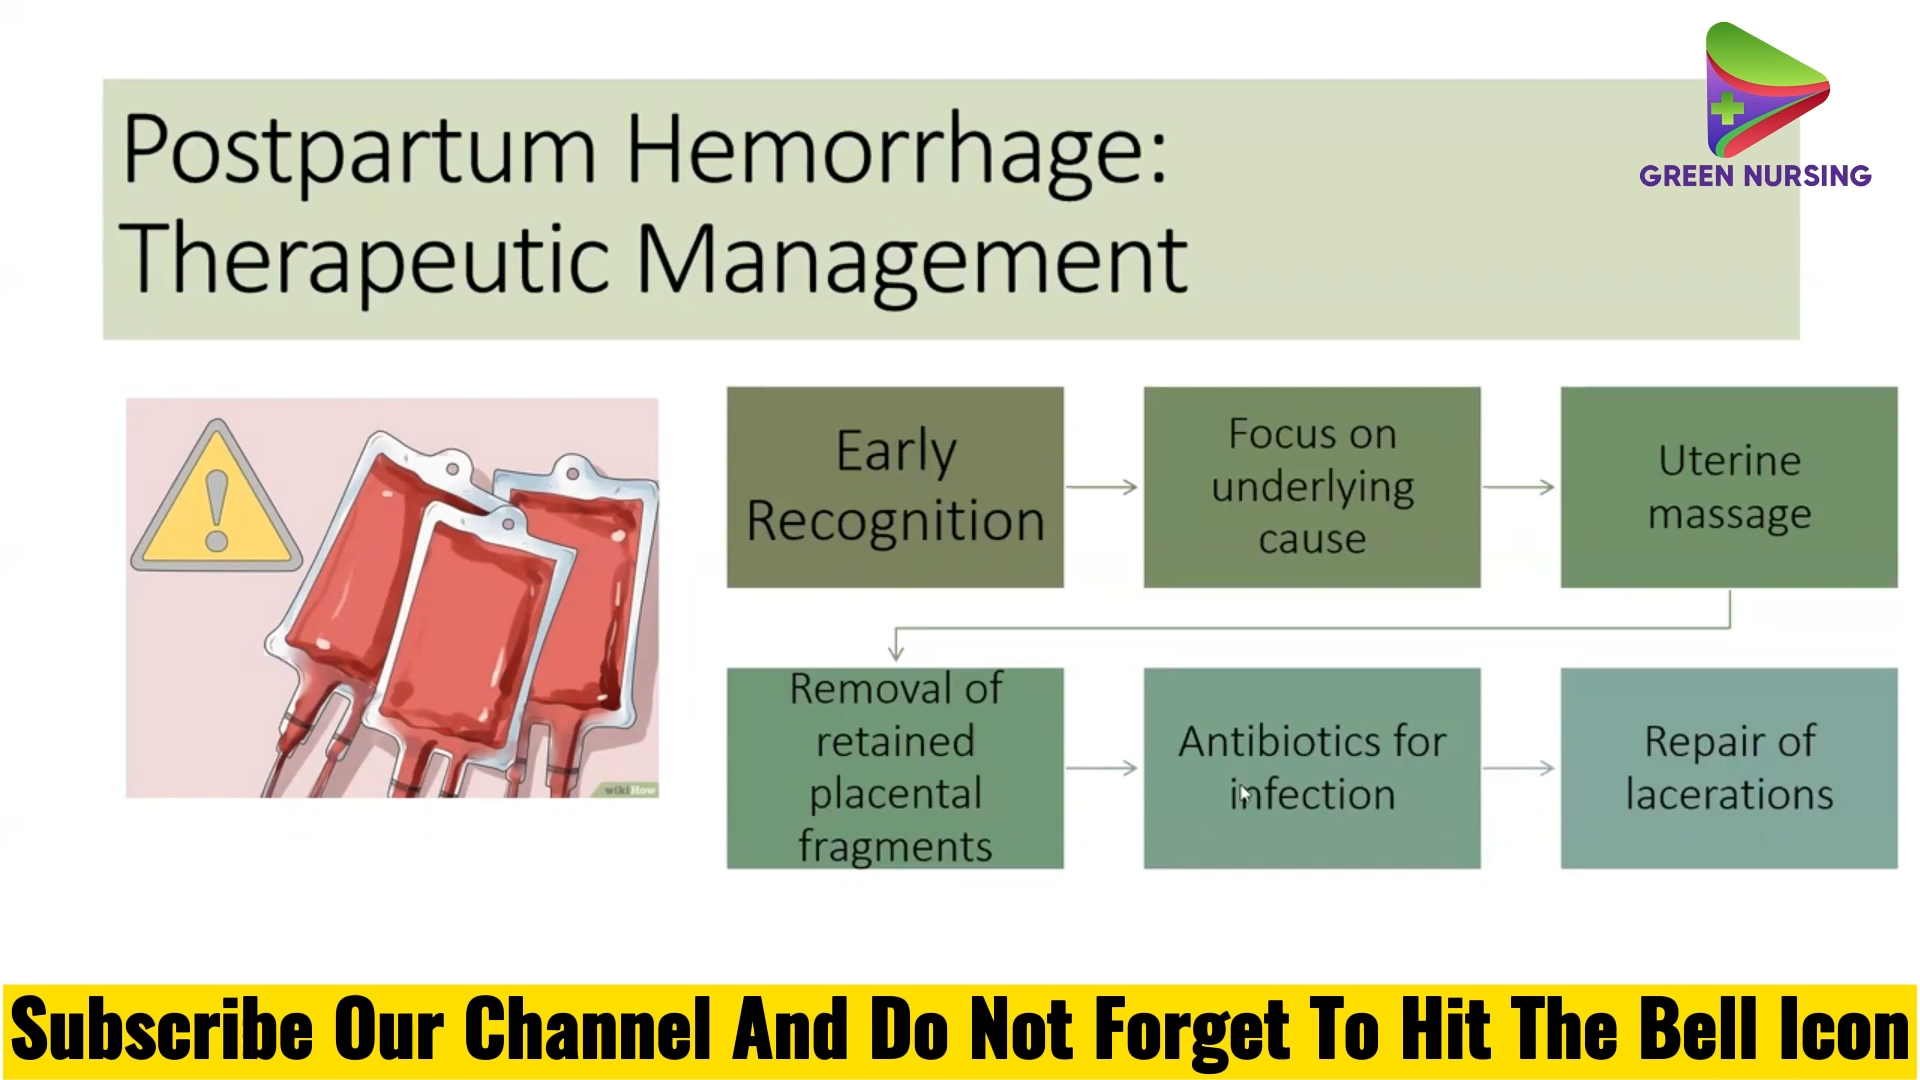 GREEN NURSING
Postpartum Hemorrhage:
Therapeutic Management
Early
Recognition
Focus on
underlying
cause
Uterine
massage
Removal of
retained
placental
fragments
Antibiotics for
infection
Repair of
lacerations
wikiHow
Subscribe Our Channel And Do Not Forget To Hit The Bell Icon